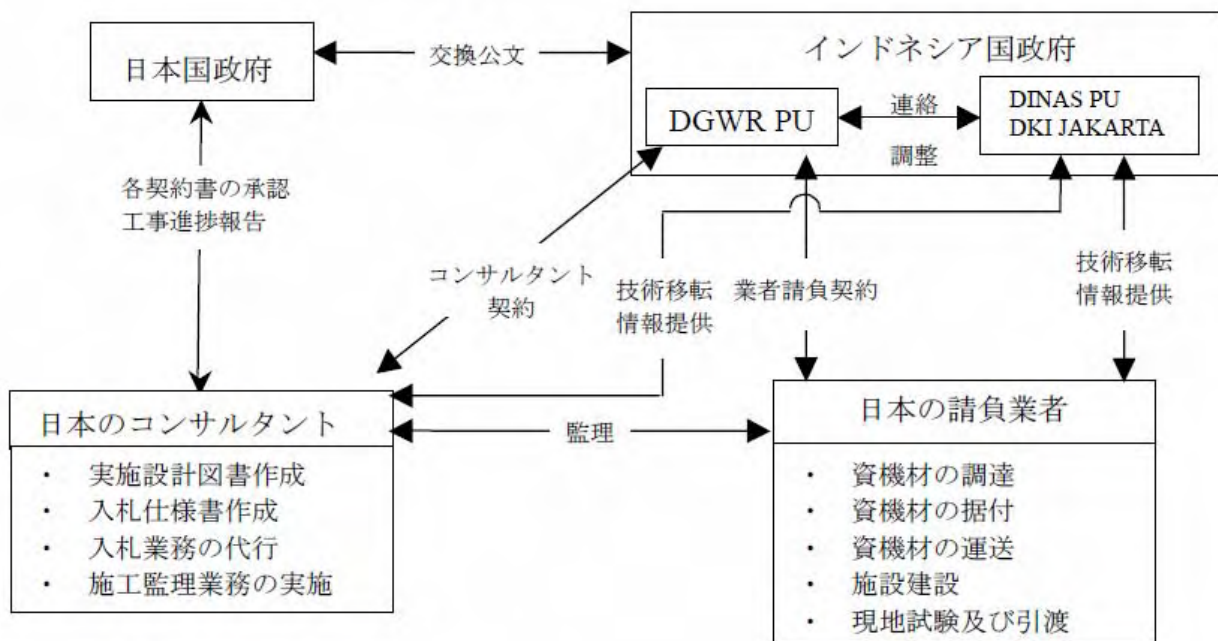 日本国政府
交換公文
インドネシア国政府
DGWR PU
連絡
調整
DINAS PU
DKI JAKARTA
各契約書の承認
工事進捗報告
コンサルタント
契約
技術移転
情報提供
業者請負契約
技術移転
情報提供
日本のコンサルタント
・ 実施設計図書作成
・ 入札仕様書作成
・ 入札業務の代行
・ 施工監理業務の実施
監理
日本の請負業者
・ 資機材の調達
・ 資機材の据付
・ 資機材の運送
・ 施設建設
・ 現地試験及び引渡